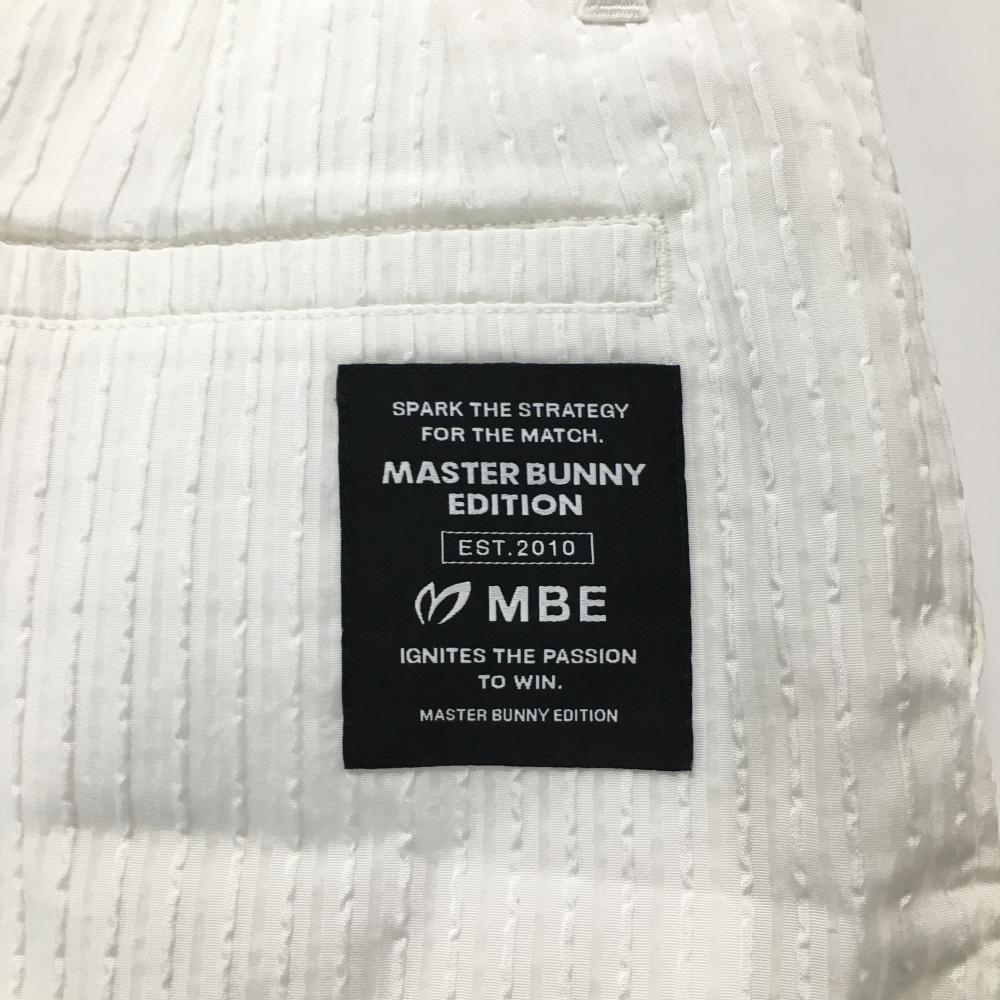 SPARK THE STRATEGY
FOR THE MATCH.
MASTER BUNNY
EDITION
EST.2010
MBE
IGNITES THE PASSION
TO WIN.
MASTER BUNNY EDITION